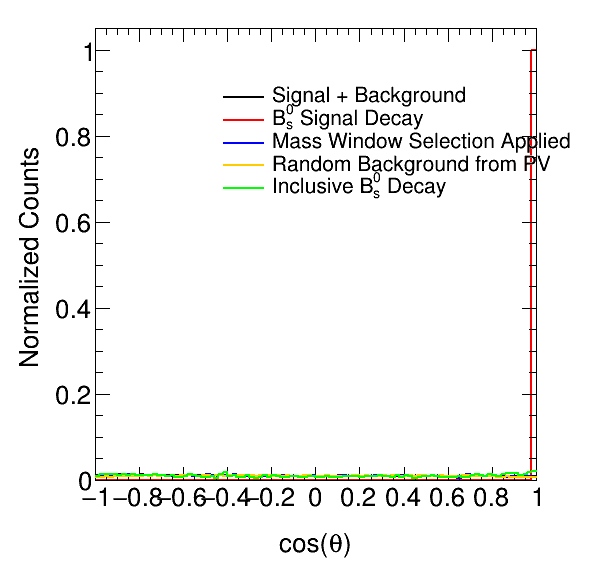 1
Signal + Background
B⁰ₛ Signal Decay
0.8
Mass Window Selection Applied
Random Background from PV
Inclusive B⁰ₛ Decay
0.6
Normalized Counts
0.4
0.2
0
−1 −0.8 −0.6 −0.4 −0.2 0 0.2 0.4 0.6 0.8 1
cos(θ)